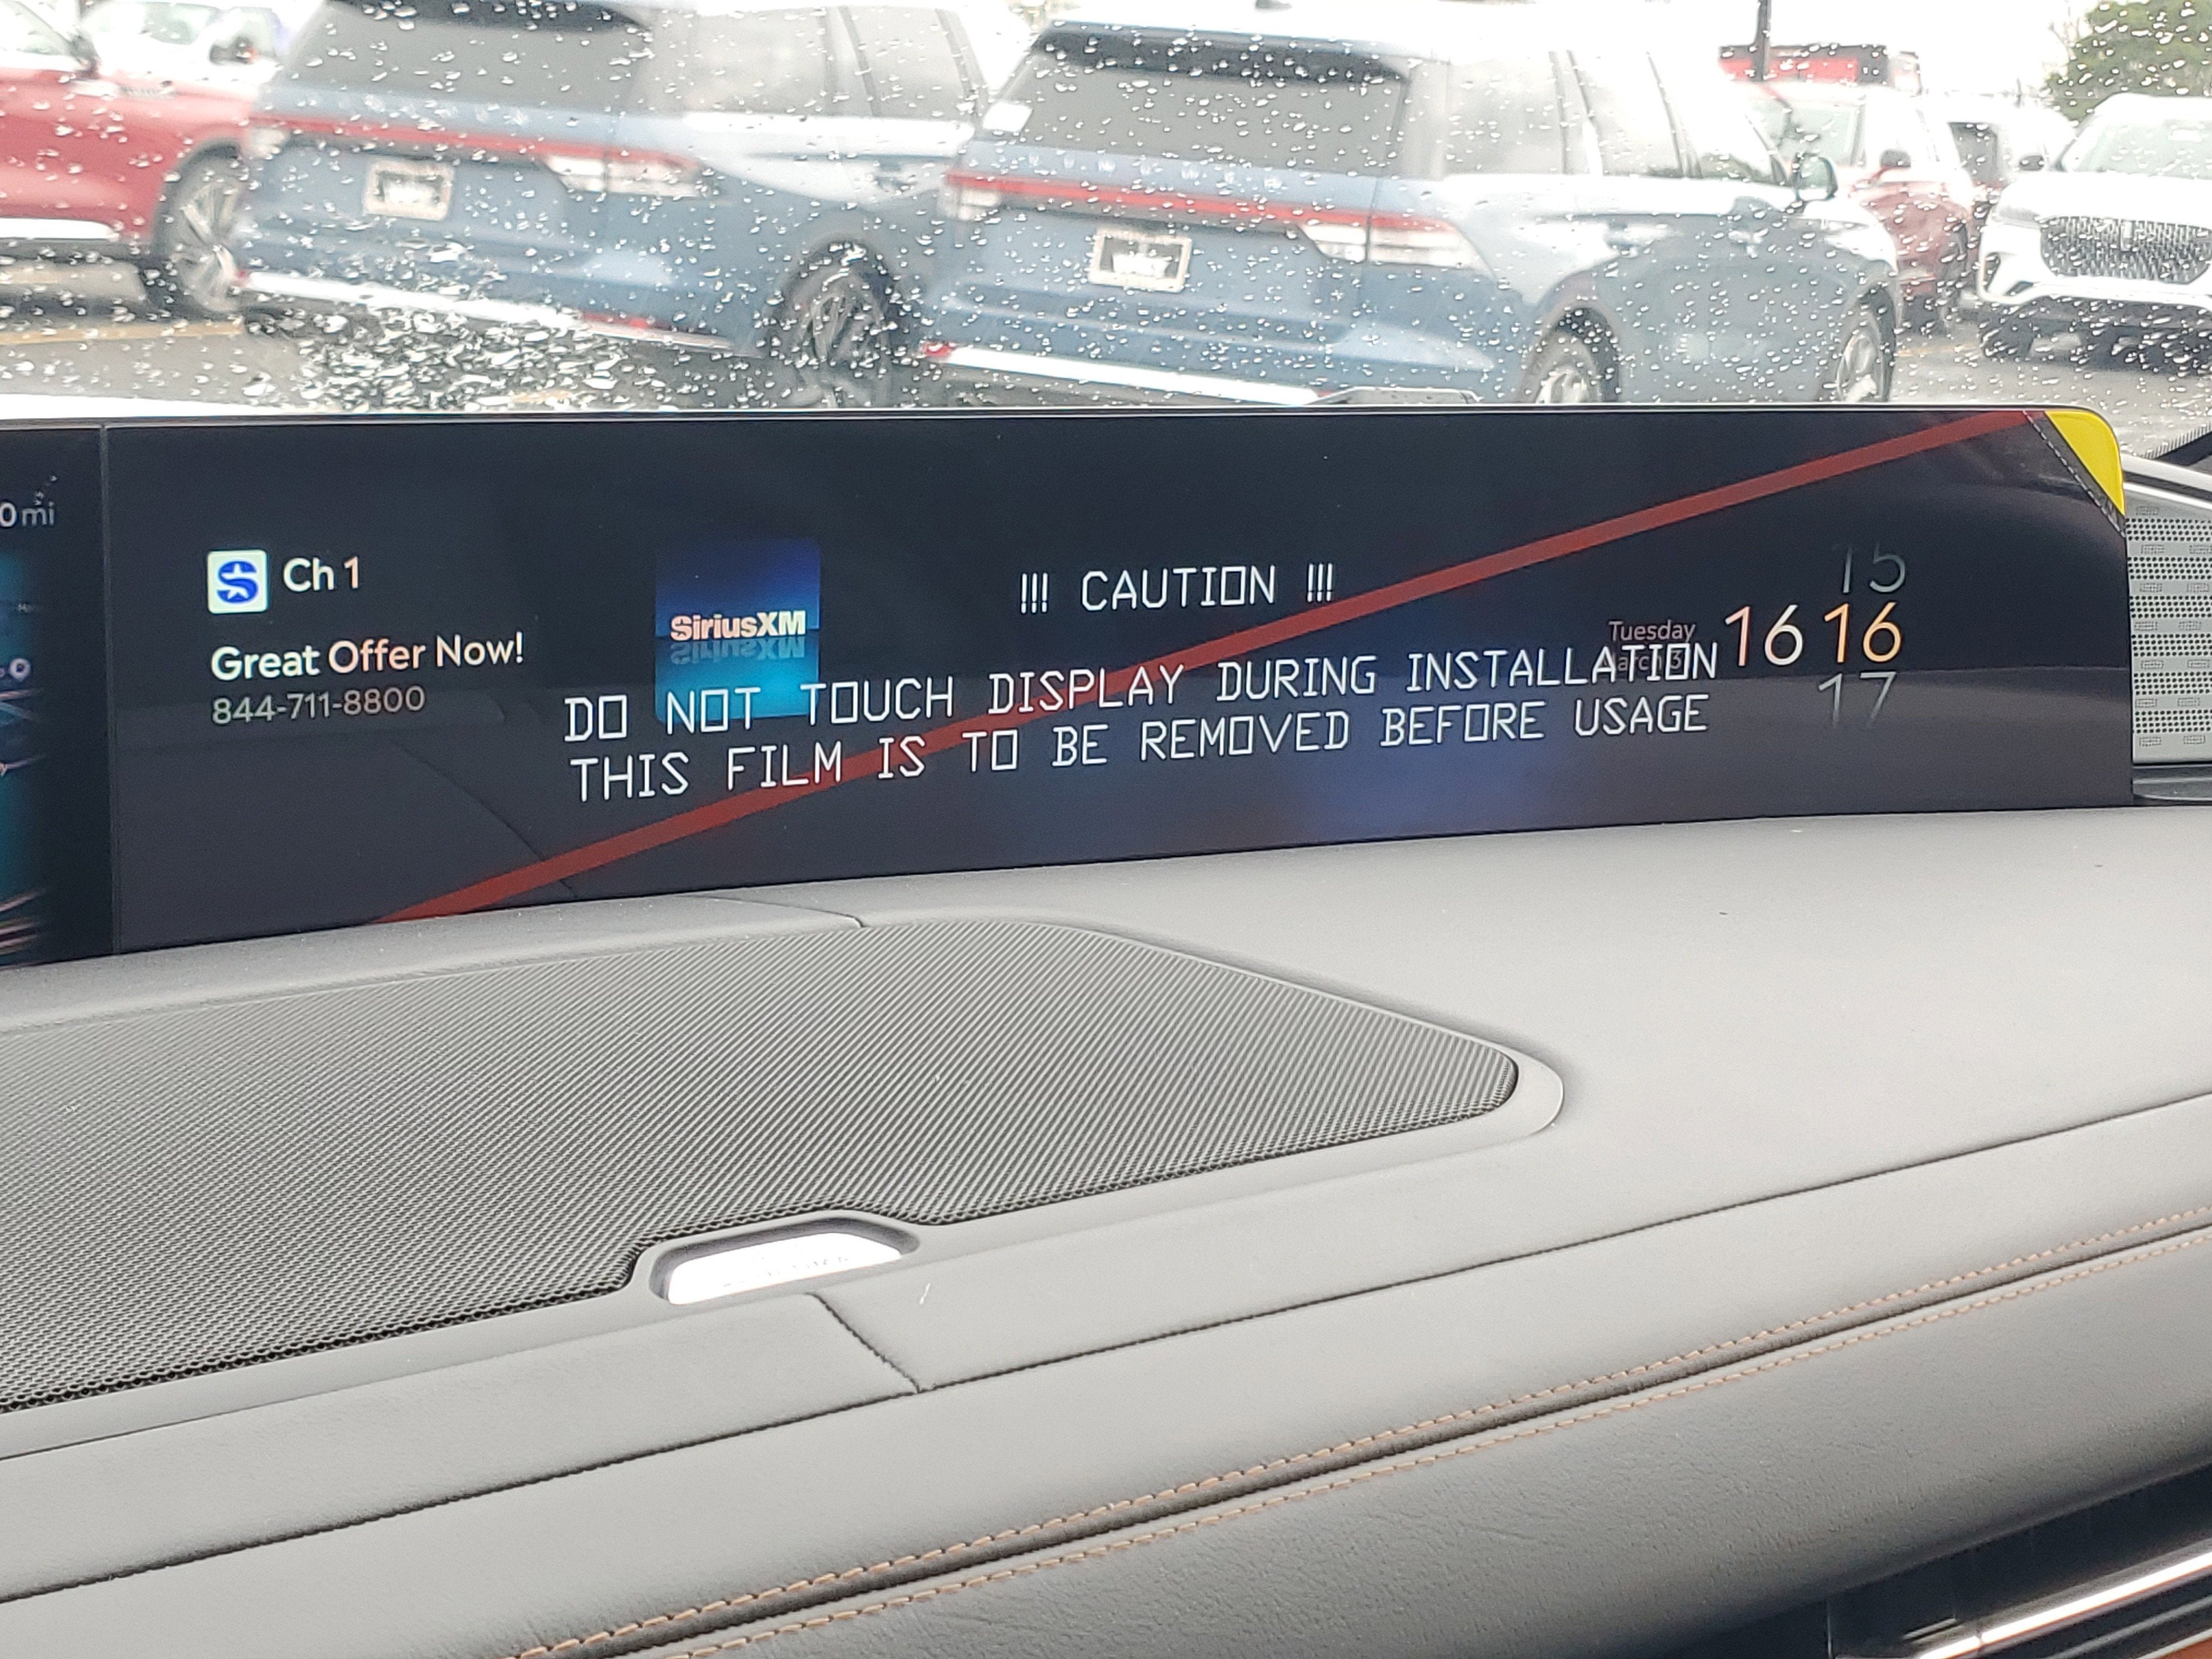 0 mi
Ch 1
Great Offer Now!
844-711-8800
SiriusXM
!!! CAUTION !!!
DO NOT TOUCH DISPLAY DURING INSTALLATION
THIS FILM IS TO BE REMOVED BEFORE USAGE
Tuesday
15
16 16
17